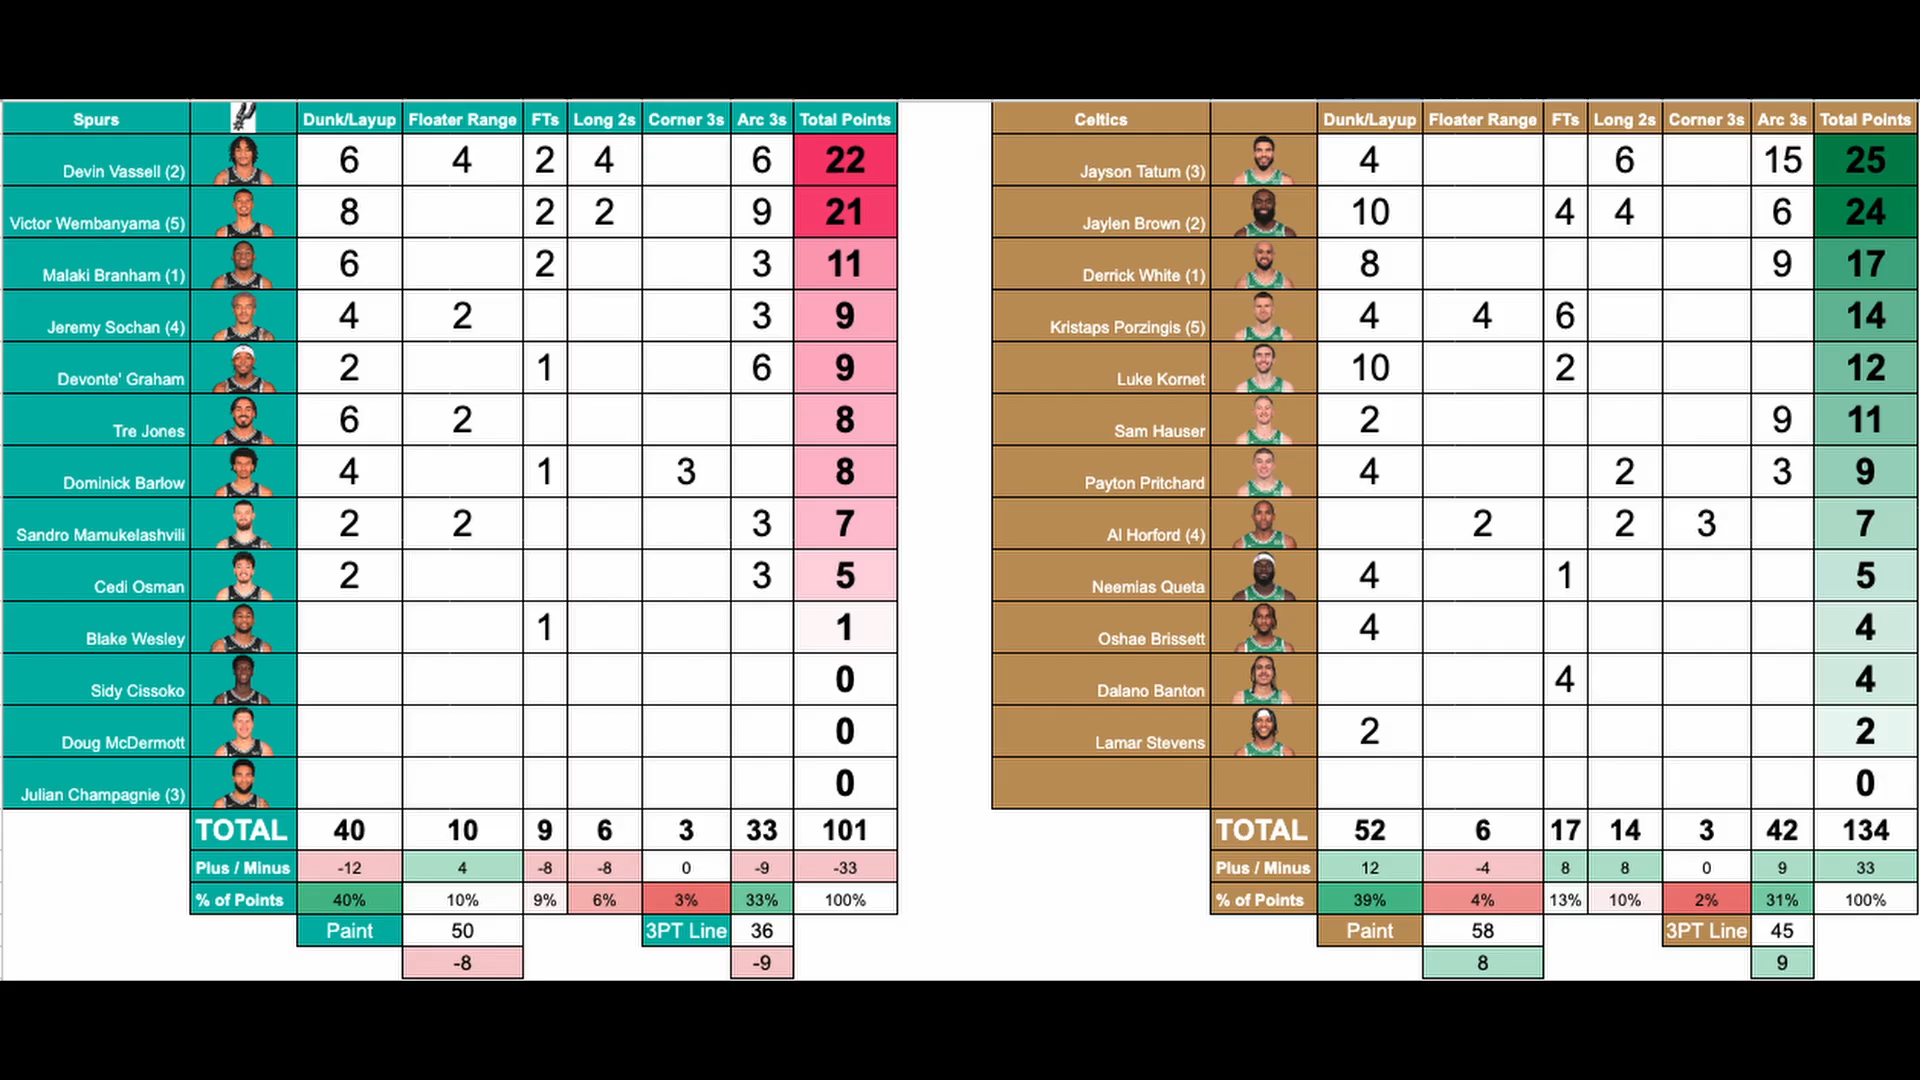 Spurs Dunk/Layup Floater Range FTs Long 2s Corner 3s Arc 3s Total Points
Devin Vassell (2) 6 4 2 4 6 22
Victor Wembanyama (5) 8 2 2 9 21
Malaki Branham (1) 6 2 3 11
Jeremy Sochan (4) 4 2 3 9
Devonte' Graham 2 1 6 9
Tre Jones 6 2 8
Dominick Barlow 4 1 3 8
Sandro Mamukelashvili 2 2 3 7
Cedi Osman 2 3 5
Blake Wesley 1 1
Sidy Cissoko 0
Doug McDermott 0
Julian Champagnie (3) 0
TOTAL 40 10 9 6 3 33 101
Plus / Minus -12 4 -8 -8 0 -9 -33
% of Points 40% 10% 9% 6% 3% 33% 100%
Paint 50 3PT Line 36
-8 -9
Celtics Dunk/Layup Floater Range FTs Long 2s Corner 3s Arc 3s Total Points
Jayson Tatum (3) 4 6 15 25
Jaylen Brown (2) 10 4 4 6 24
Derrick White (1) 8 9 17
Kristaps Porzingis (5) 4 4 6 14
Luke Kornet 10 2 12
Sam Hauser 2 9 11
Payton Pritchard 4 2 3 9
Al Horford (4) 2 2 3 7
Neemias Queta 4 1 5
Oshae Brissett 4 4
Dalano Banton 4 4
Lamar Stevens 2 2
0
TOTAL 52 6 17 14 3 42 134
Plus / Minus 12 -4 8 8 0 9 33
% of Points 39% 4% 13% 10% 2% 31% 100%
Paint 58 3PT Line 45
8 9